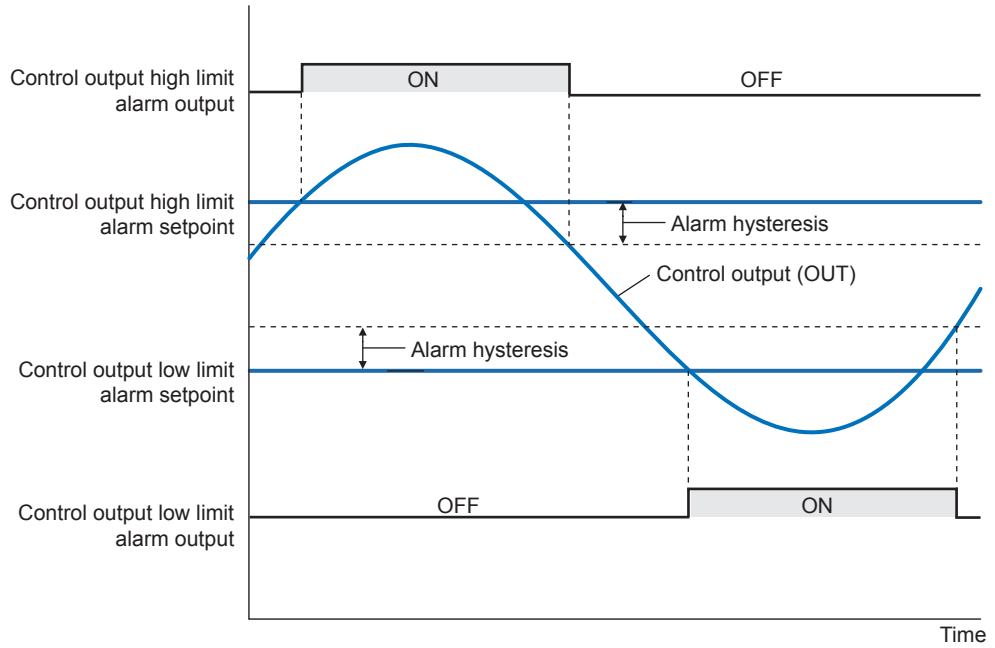 Control output high limit
alarm output
ON
OFF
Control output high limit
alarm setpoint
Alarm hysteresis
Control output (OUT)
Alarm hysteresis
Control output low limit
alarm setpoint
OFF
ON
Control output low limit
alarm output
Time